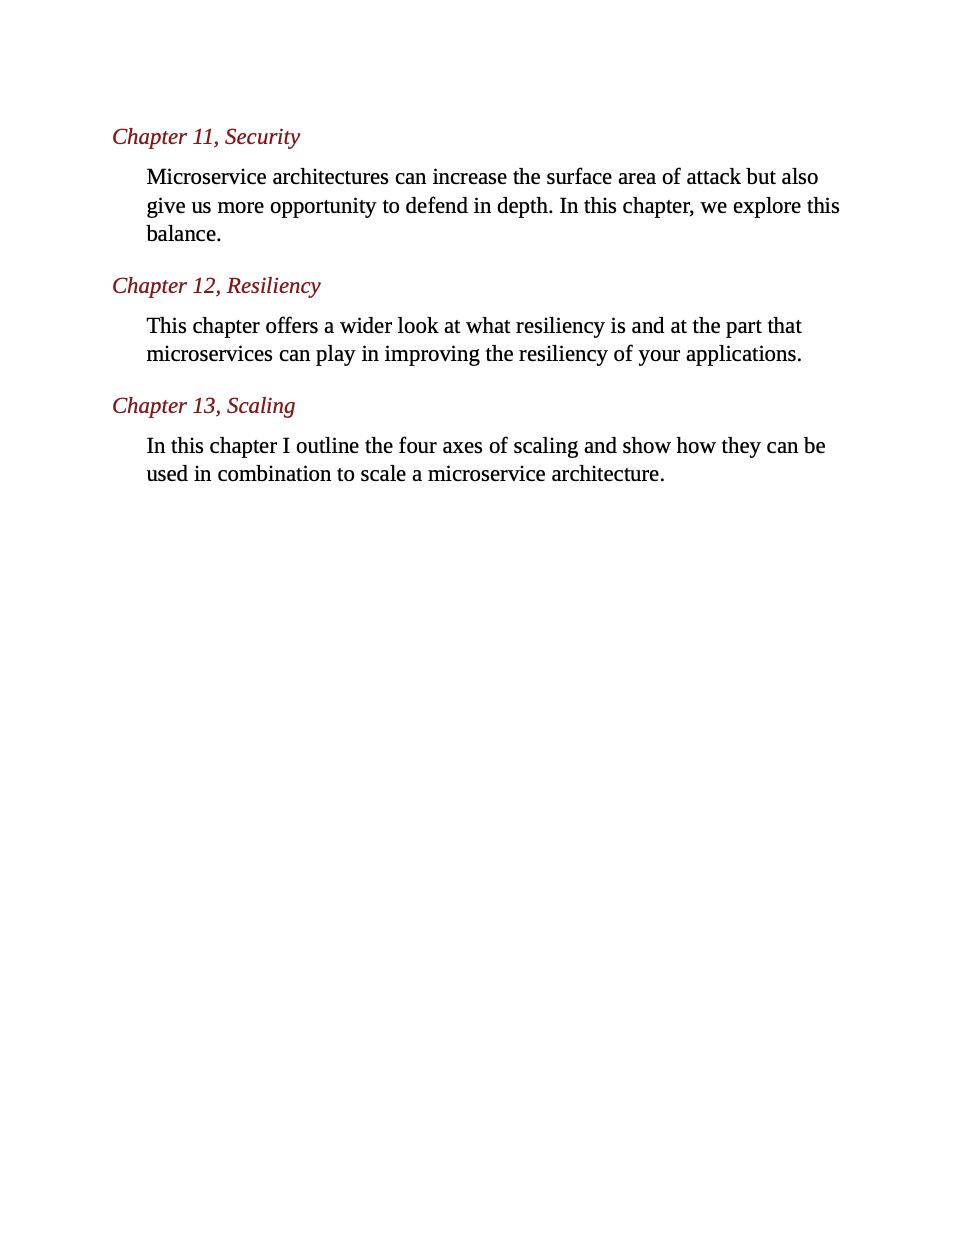 Chapter 11, Security
Microservice architectures can increase the surface area of attack but also
give us more opportunity to defend in depth. In this chapter, we explore this
balance.
Chapter 12, Resiliency
This chapter offers a wider look at what resiliency is and at the part that
microservices can play in improving the resiliency of your applications.
Chapter 13, Scaling
In this chapter I outline the four axes of scaling and show how they can be
used in combination to scale a microservice architecture.